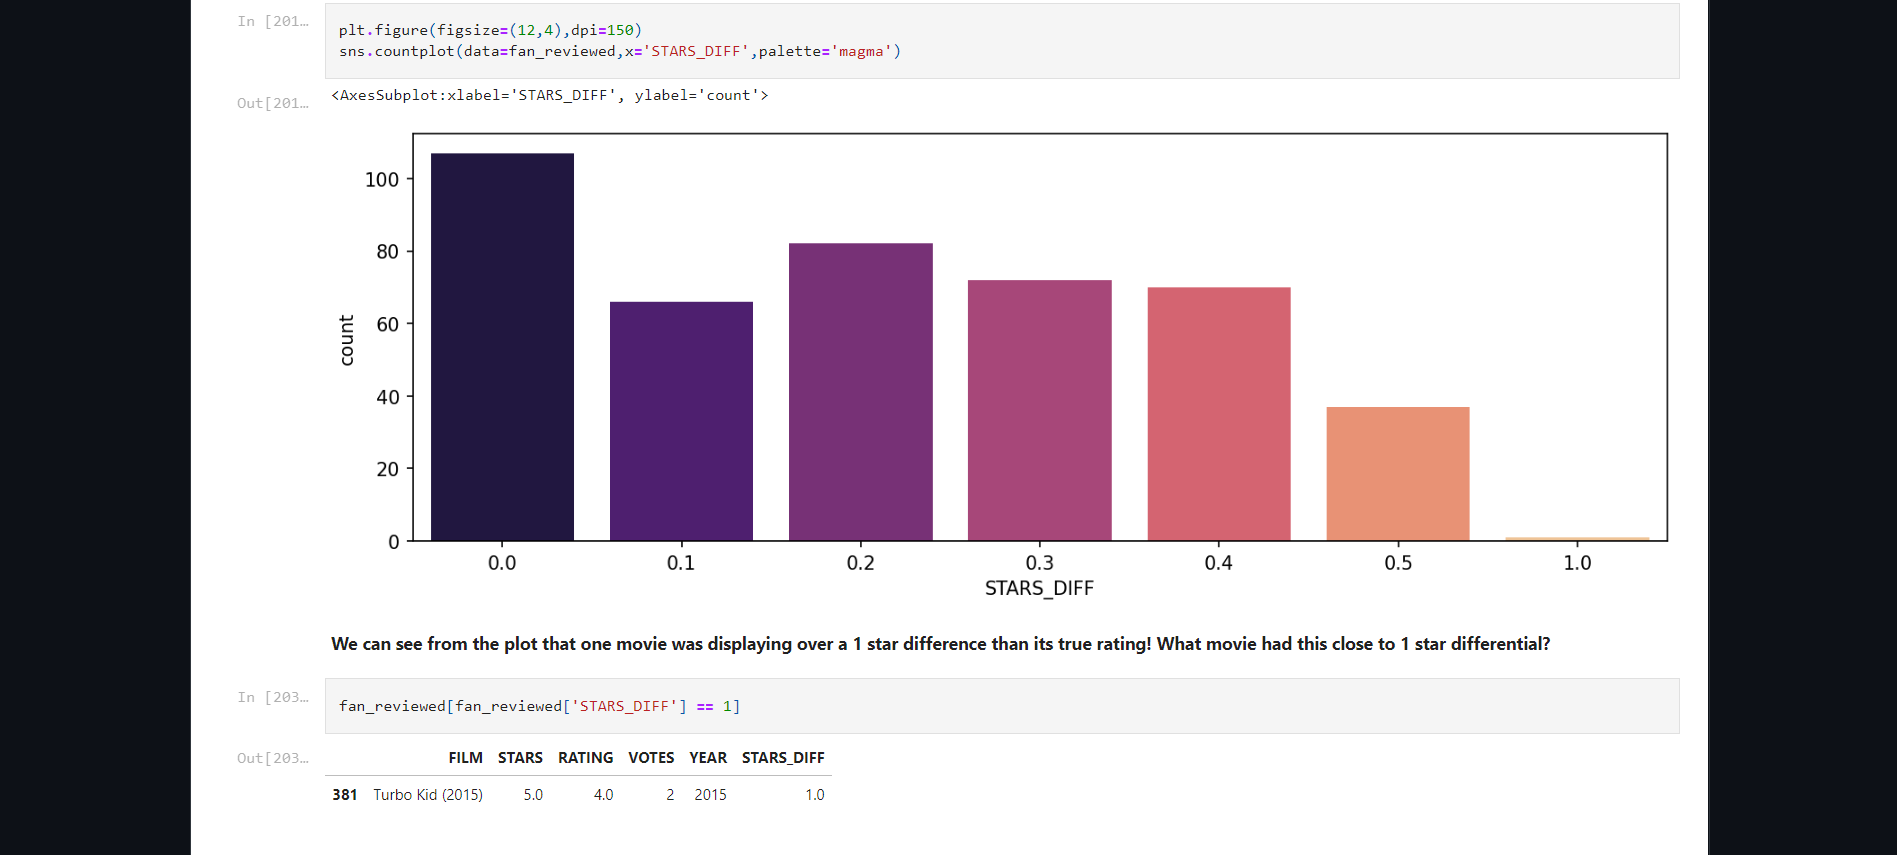 In [201…
plt.figure(figsize=(12,4),dpi=150)
sns.countplot(data=fan_reviewed,x='STARS_DIFF',palette='magma')
Out[201…
<AxesSubplot:xlabel='STARS_DIFF', ylabel='count'>
100
80
60
40
20
0
count
0.0 0.1 0.2 0.3 0.4 0.5 1.0
STARS_DIFF
We can see from the plot that one movie was displaying over a 1 star difference than its true rating! What movie had this close to 1 star differential?
In [203…
fan_reviewed[fan_reviewed['STARS_DIFF'] == 1]
Out[203…
FILM STARS RATING VOTES YEAR STARS_DIFF
381 Turbo Kid (2015) 5.0 4.0 2 2015 1.0